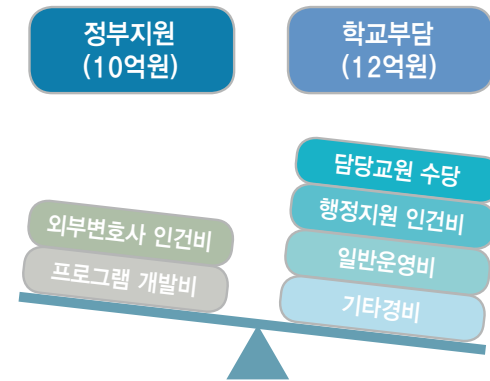 정부지원
(10억원)
학교부담
(12억원)
담당교원 수당
행정지원 인건비
일반운영비
기타경비
외부변호사 인건비
프로그램 개발비